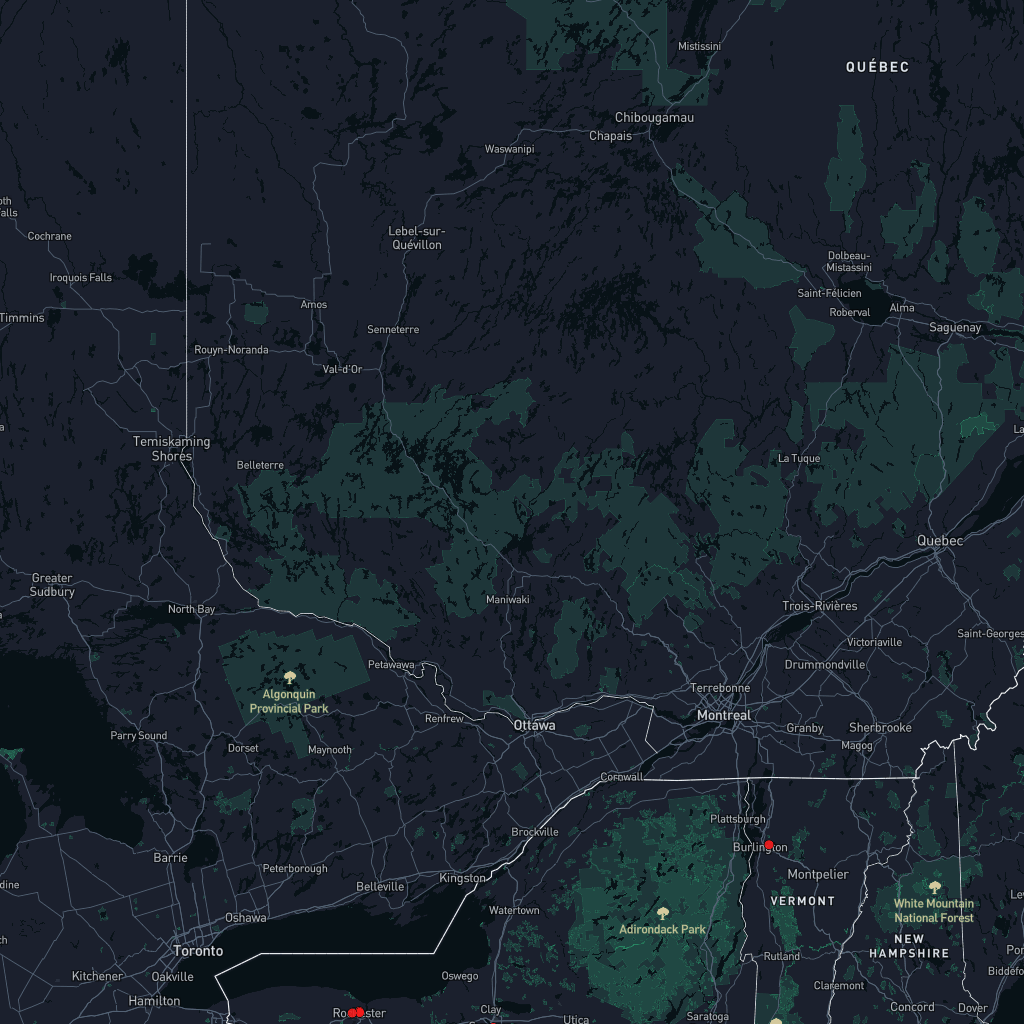 Mistissini
QUÉBEC
Chibougamau
Chapais
Waswanipi
Falls
Cochrane
Lebel-sur-
Quévillon
Dolbeau-
Mistassini
Iroquois Falls
Saint-Félicien
Amos
Roberval
Alma
Timmins
Senneterre
Saguenay
Rouyn-Noranda
Val-d'Or
Temiskaming
Shores
La
La Tuque
Belleterre
Quebec
Greater
Sudbury
Maniwaki
North Bay
Trois-Rivières
Saint-Georges
Victoriaville
Petawawa
Drummondville
Algonquin
Provincial Park
Terrebonne
Renfrew
Montreal
Ottawa
Granby
Sherbrooke
Parry Sound
Dorset
Maynooth
Magog
Cornwall
Plattsburgh
Brockville
Burlington
Barrie
Peterborough
Montpelier
Kingston
Belleville
VERMONT
White Mountain
National Forest
Watertown
Oshawa
Adirondack Park
NEW
HAMPSHIRE
Toronto
Rutland
Kitchener
Oakville
Oswego
Claremont
Hamilton
Clay
Concord
Dover
Rochester
Utica
Saratoga